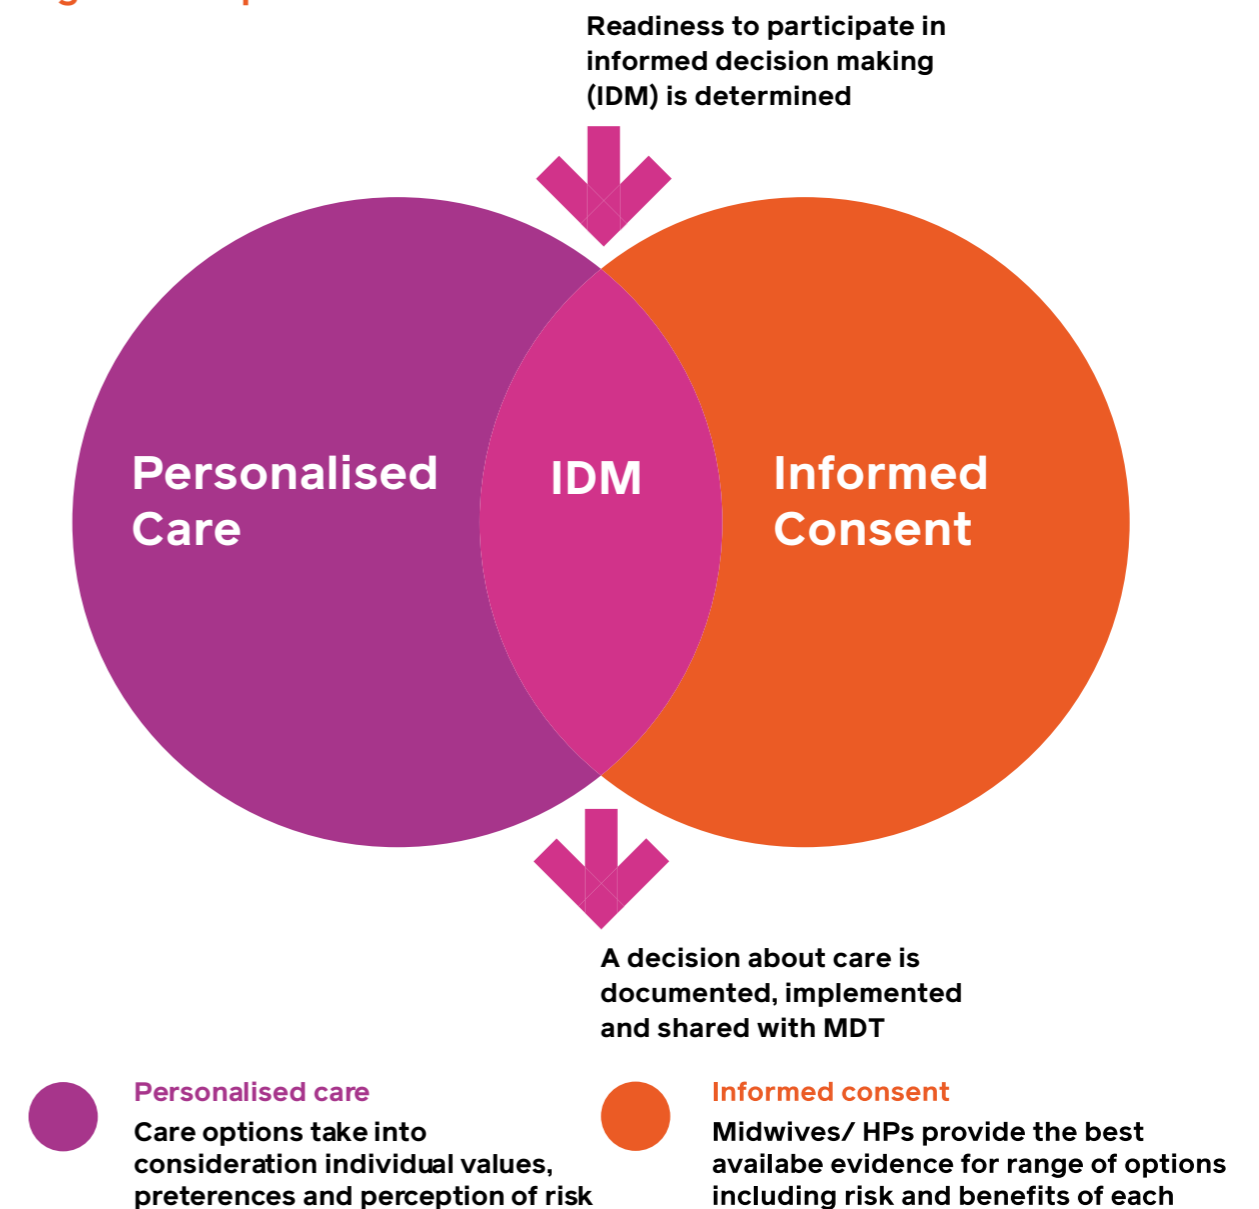 Readiness to participate in
informed decision making
(IDM) is determined
Personalised
Care
IDM
Informed
Consent
A decision about care is
documented, implemented
and shared with MDT
Personalised care
Care options take into
consideration individual values,
preterences and perception of risk
Informed consent
Midwives/ HPs provide the best
availabe evidence for range of options
including risk and benefits of each